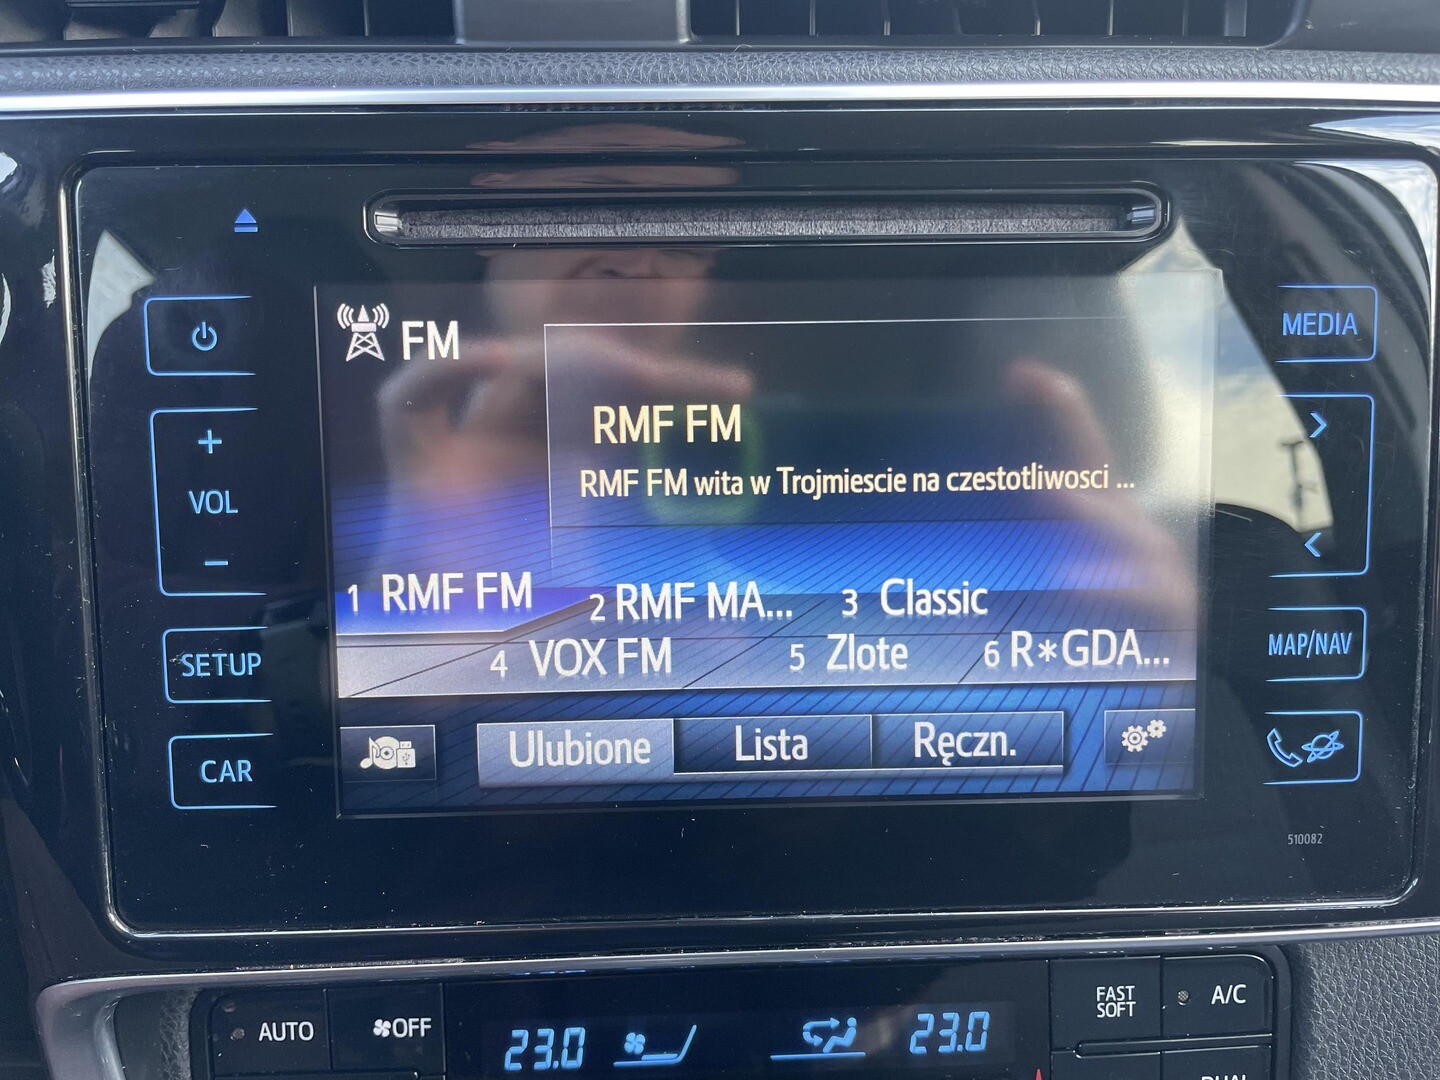 FM
RMF FM
RMF FM wita w Trojmiescie na czestotliwosci ...
1 RMF FM
2 RMF MA...
3 Classic
4 VOX FM
5 Zlote
6 R*GDA...
Ulubione
Lista
Ręczn.
+
VOL
−
SETUP
CAR
MEDIA
>
<
MAP/NAV
510082
AUTO
OFF
23.0
23.0
FAST
SOFT
A/C
DUAL